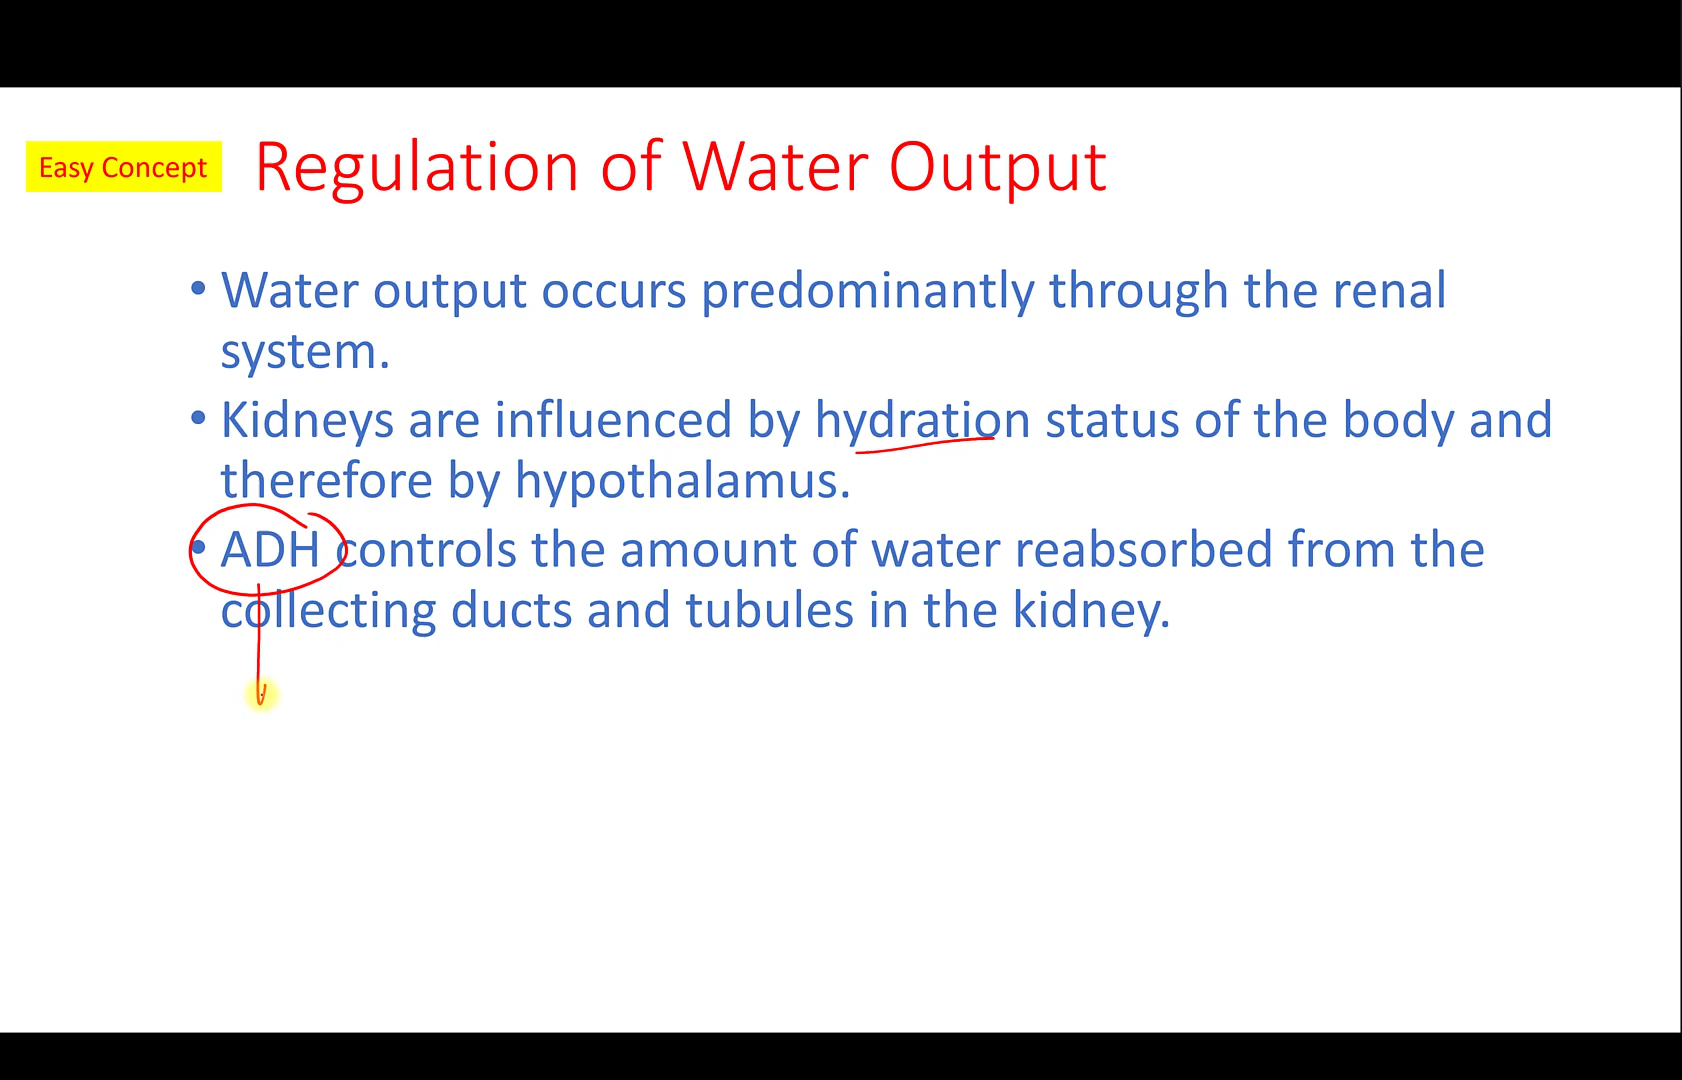 Easy Concept
Regulation of Water Output
• Water output occurs predominantly through the renal
system.
• Kidneys are influenced by hydration status of the body and
therefore by hypothalamus.
• ADH controls the amount of water reabsorbed from the
collecting ducts and tubules in the kidney.